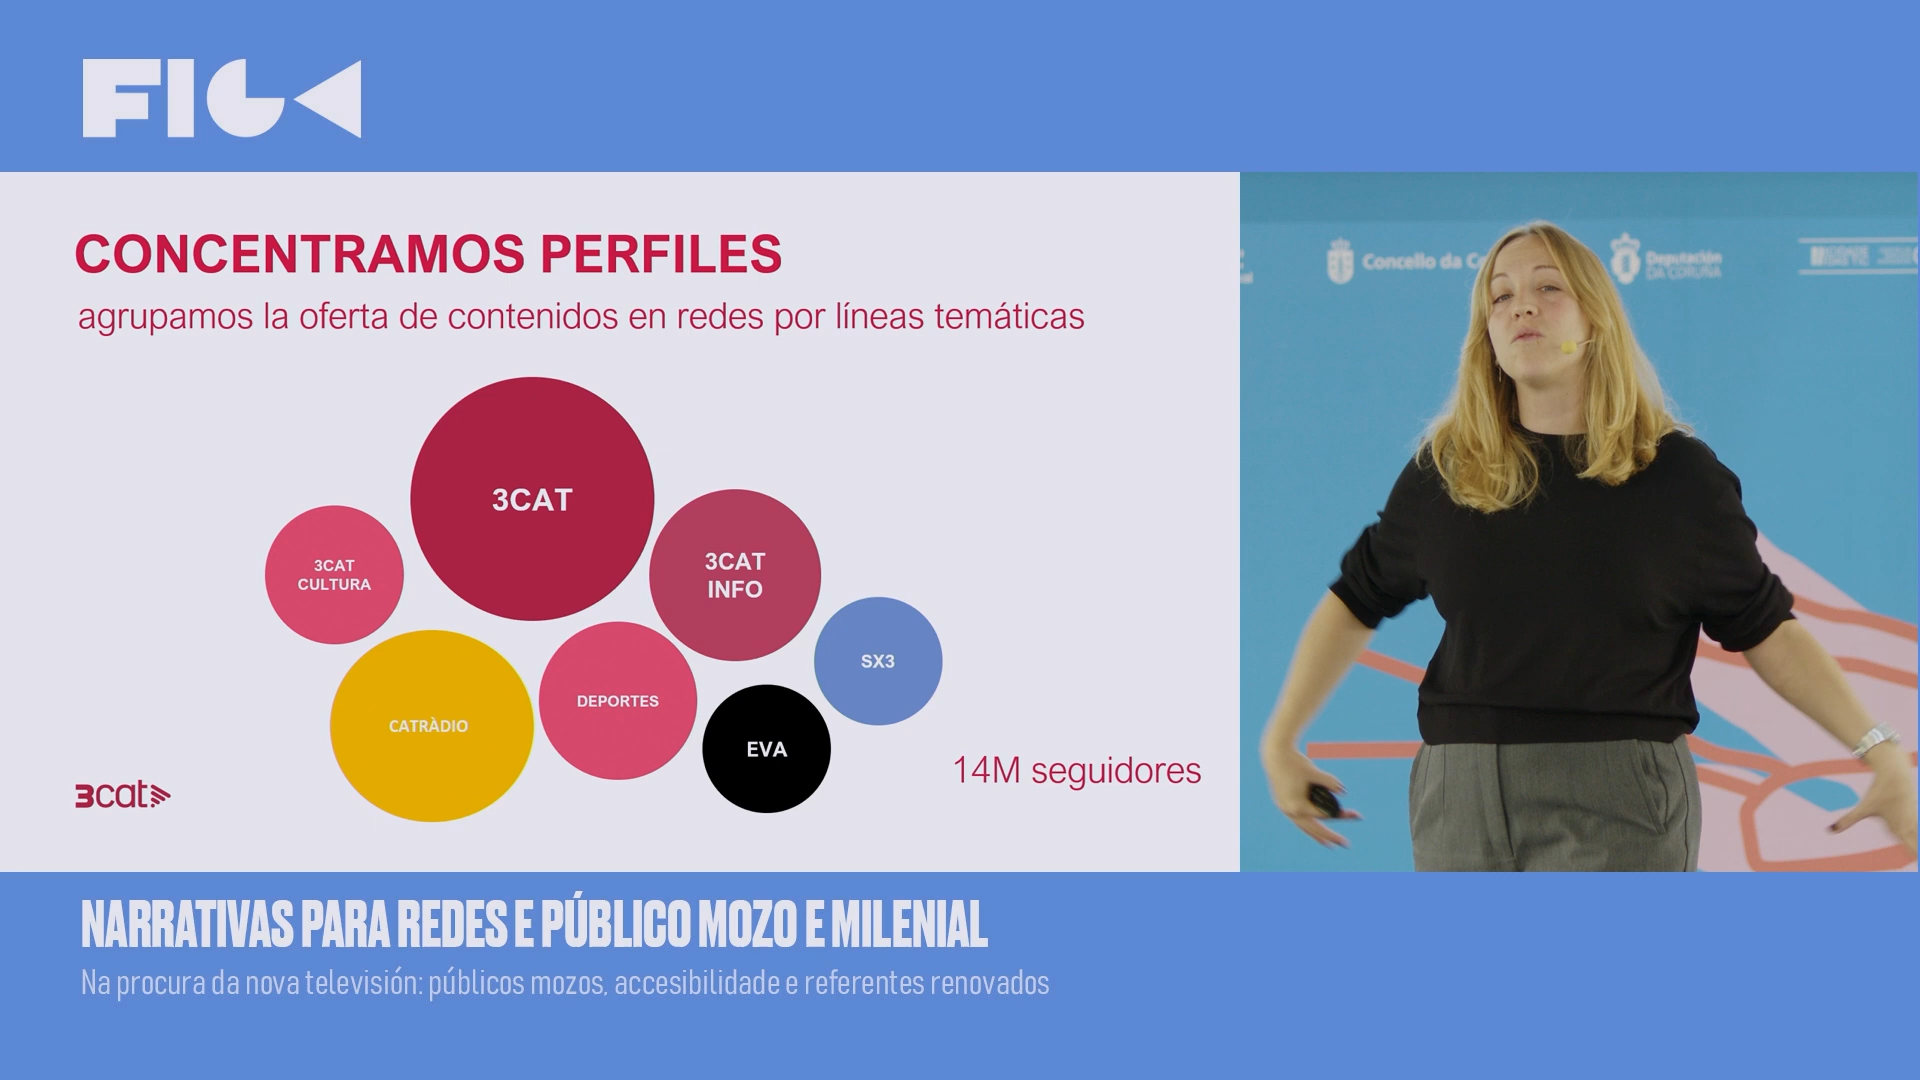 FIGA
CONCENTRAMOS PERFILES
agrupamos la oferta de contenidos en redes por líneas temáticas
3CAT
3CAT
CULTURA
3CAT
INFO
SX3
DEPORTES
CATRÀDIO
EVA
14M seguidores
3cat
Concello da Co
Deputación
DA CORUÑA
NARRATIVAS PARA REDES E PÚBLICO MOZO E MILENIAL
Na procura da nova televisión: públicos mozos, accesibilidade e referentes renovados